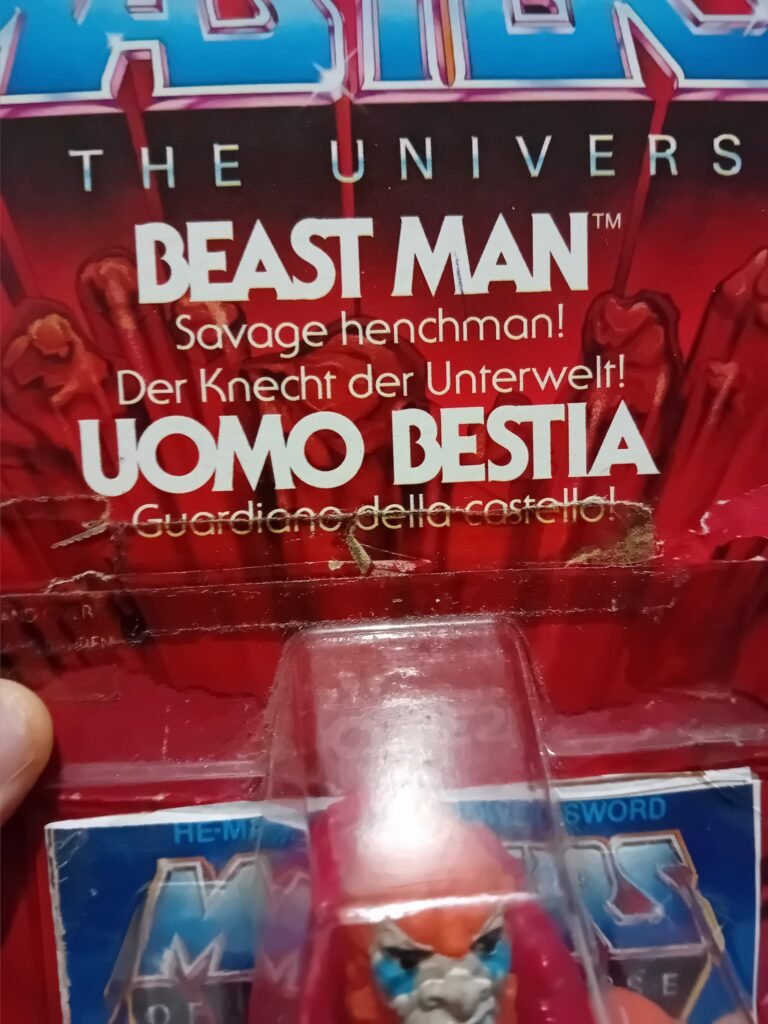 THE UNIVERS
BEAST MAN™
Savage henchman!
Der Knecht der Unterwelt!
UOMO BESTIA
Guardiano della castello!
SWORD